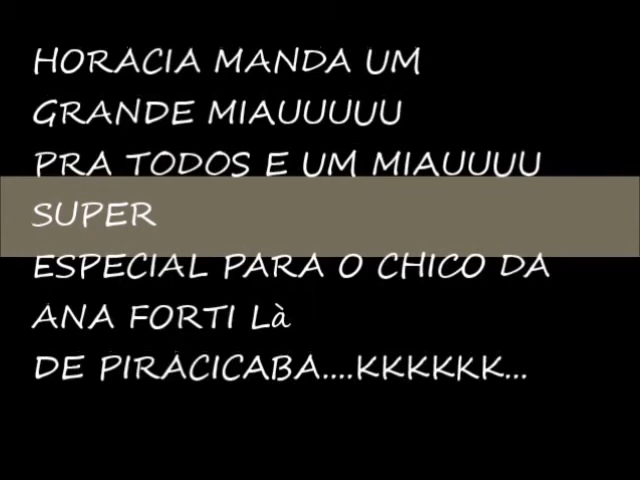 HORACIA MANDA UM
GRANDE MIAUUUUU
PRA TODOS E UM MIAUUUU
SUPER
ESPECIAL PARA O CHICO DA
ANA FORTI Là
DE PIRACICABA....KKKKKK...